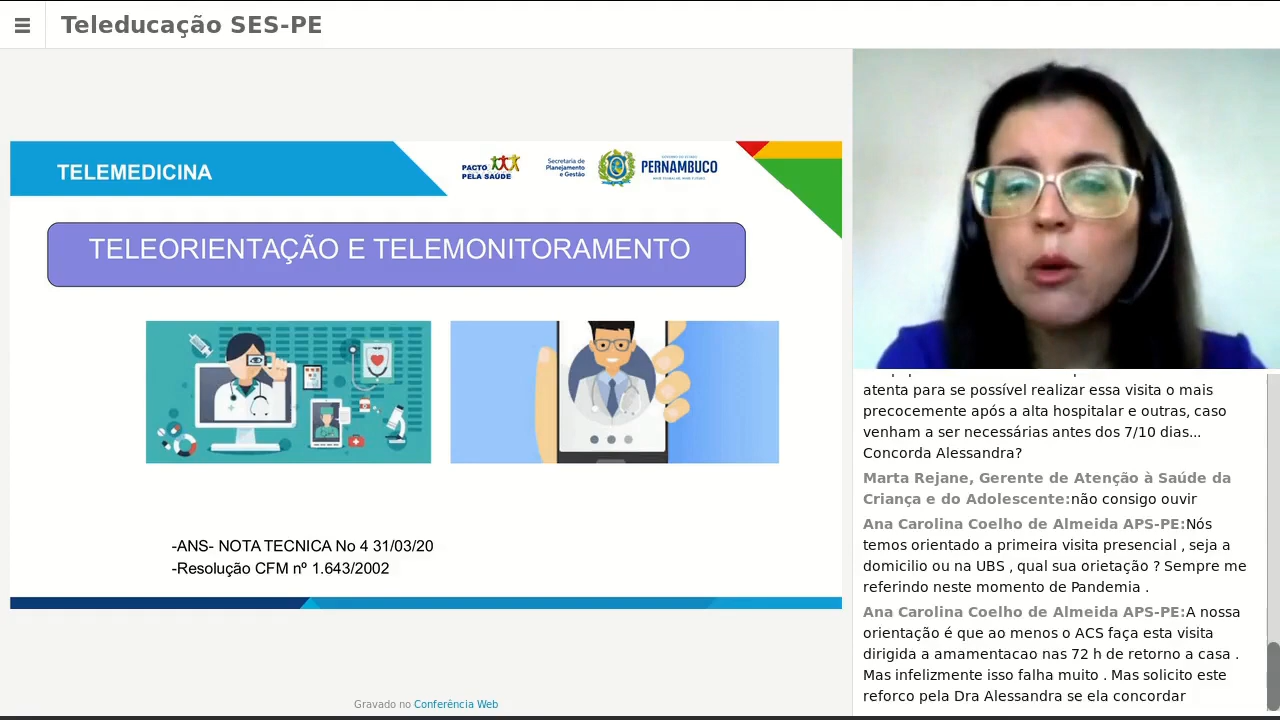 Teleducação SES-PE
TELEMEDICINA
PACTO
PELA SAÚDE
Secretaria de
Planejamento
e Gestão
PERNAMBUCO
TELEORIENTAÇÃO E TELEMONITORAMENTO
-ANS- NOTA TECNICA No 4 31/03/20
-Resolução CFM nº 1.643/2002
Gravado no Conferência Web
atenta para se possível realizar essa visita o mais
precocemente após a alta hospitalar e outras, caso
venham a ser necessárias antes dos 7/10 dias...
Concorda Alessandra?
Marta Rejane, Gerente de Atenção à Saúde da
Criança e do Adolescente:não consigo ouvir
Ana Carolina Coelho de Almeida APS-PE:Nós
temos orientado a primeira visita presencial , seja a
domicilio ou na UBS , qual sua orietação ? Sempre me
referindo neste momento de Pandemia .
Ana Carolina Coelho de Almeida APS-PE:A nossa
orientação é que ao menos o ACS faça esta visita
dirigida a amamentacao nas 72 h de retorno a casa .
Mas infelizmente isso falha muito . Mas solicito este
reforco pela Dra Alessandra se ela concordar